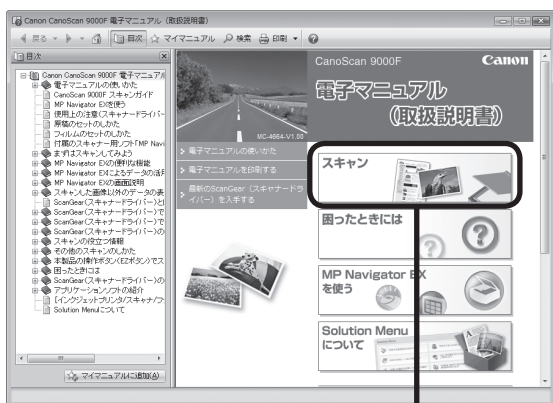 Canon CanoScan 9000F 電子マニュアル（取扱説明書）
戻る
目次
マイマニュアル
検索
印刷
目次
Canon CanoScan 9000F 電子マニュアル
電子マニュアルの使いかた
CanoScan 9000F スキャンガイド
MP Navigator EXを使う
使用上の注意（スキャナードライバー）
原稿のセットのしかた
フィルムのセットのしかた
付属のスキャナー用ソフト「MP Navi
まずはスキャンしてみよう
MP Navigator EXの便利な機能
MP Navigator EXによるデータの活用
MP Navigator EXの画面説明
スキャンした画像以外のデータの表
ScanGear（スキャナードライバー）と
ScanGear（スキャナードライバー）で
ScanGear（スキャナードライバー）で
ScanGear（スキャナードライバー）の
スキャンの役立つ情報
その他のスキャンのしかた
本製品の操作ボタン（EZボタン）でス
困ったときには
ScanGear（スキャナードライバー）の
アプリケーションソフトの紹介
［インクジェットプリンタ/スキャナ/ファ
Solution Menuについて
マイマニュアルに追加(A)
MC-4664-V1.00
電子マニュアルの使いかた
電子マニュアルを印刷する
最新のScanGear（スキャナードラ
イバー）を入手する
CanoScan 9000F
Canon
電子マニュアル
（取扱説明書）
スキャン
困ったときには
MP Navigator EX
を使う
Solution Menu
について